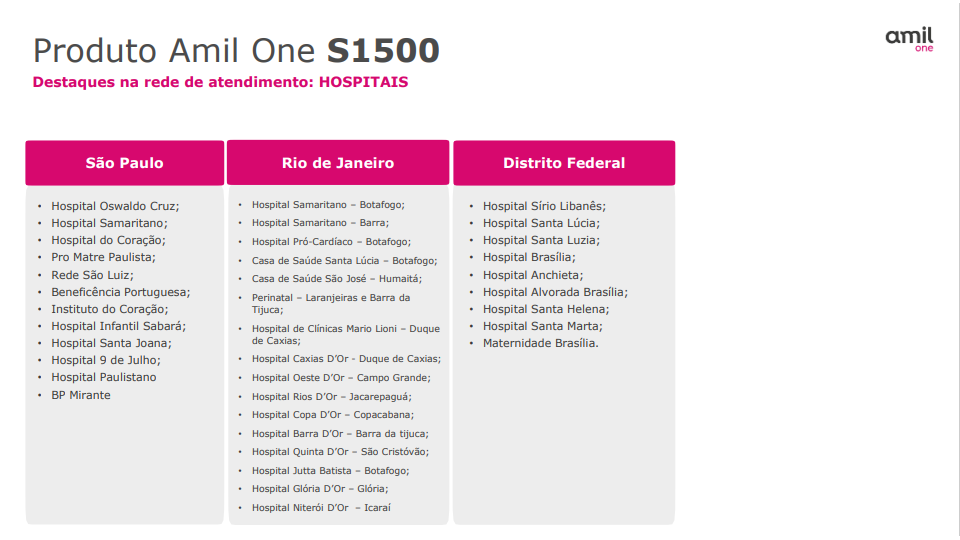 Produto Amil One S1500
amil
one
Destaques na rede de atendimento: HOSPITAIS
São Paulo
• Hospital Oswaldo Cruz;
• Hospital Samaritano;
• Hospital do Coração;
• Pro Matre Paulista;
• Rede São Luiz;
• Beneficência Portuguesa;
• Instituto do Coração;
• Hospital Infantil Sabará;
• Hospital Santa Joana;
• Hospital 9 de Julho;
• Hospital Paulistano
• BP Mirante
Rio de Janeiro
• Hospital Samaritano – Botafogo;
• Hospital Samaritano – Barra;
• Hospital Pró-Cardíaco – Botafogo;
• Casa de Saúde Santa Lúcia – Botafogo;
• Casa de Saúde São José – Humaitá;
• Perinatal – Laranjeiras e Barra da
Tijuca;
• Hospital de Clínicas Mario Lioni – Duque
de Caxias;
• Hospital Caxias D’Or - Duque de Caxias;
• Hospital Oeste D’Or – Campo Grande;
• Hospital Rios D’Or – Jacarepaguá;
• Hospital Copa D’Or – Copacabana;
• Hospital Barra D’Or – Barra da tijuca;
• Hospital Quinta D’Or – São Cristóvão;
• Hospital Jutta Batista – Botafogo;
• Hospital Glória D’Or – Glória;
• Hospital Niterói D’Or – Icaraí
Distrito Federal
• Hospital Sírio Libanês;
• Hospital Santa Lúcia;
• Hospital Santa Luzia;
• Hospital Brasília;
• Hospital Anchieta;
• Hospital Alvorada Brasília;
• Hospital Santa Helena;
• Hospital Santa Marta;
• Maternidade Brasília.